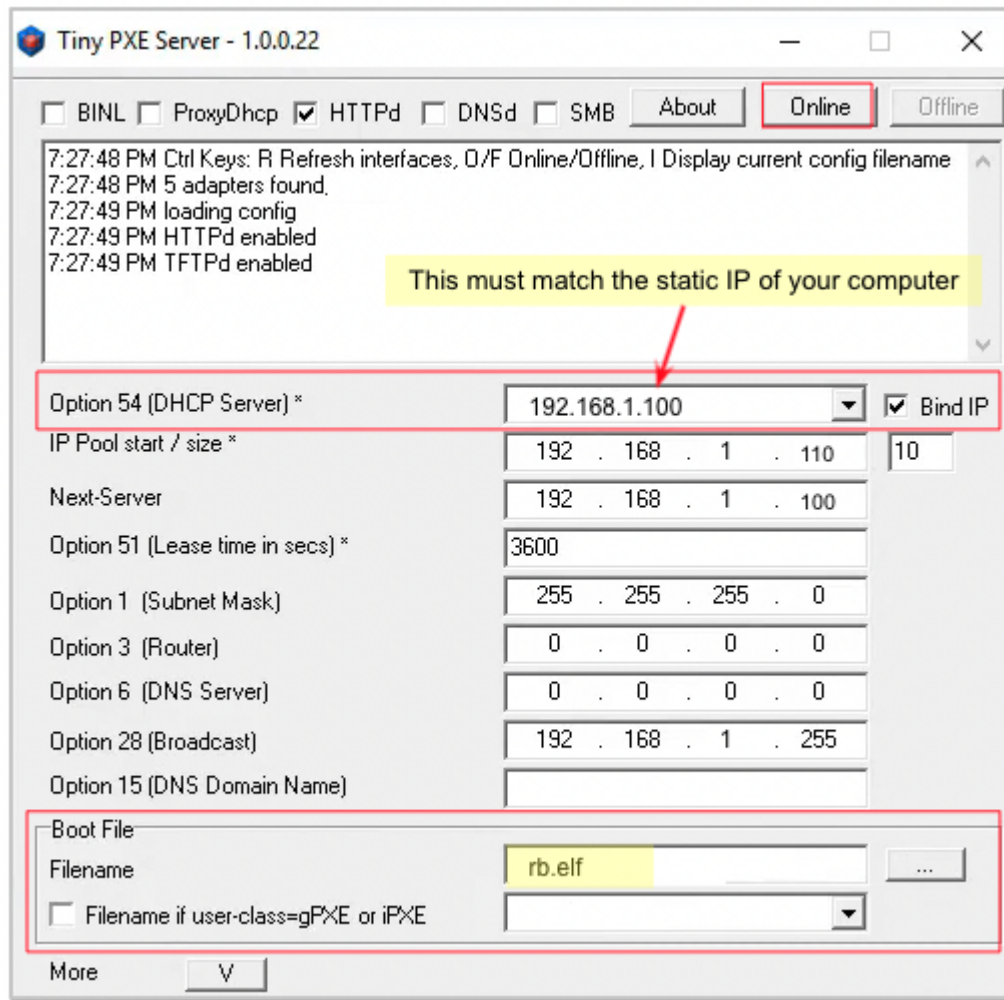 Tiny PXE Server - 1.0.0.22
BINL ProxyDhcp HTTPd DNSd SMB About Online Offline
7:27:48 PM Ctrl Keys: R Refresh interfaces, O/F Online/Offline, I Display current config filename
7:27:48 PM 5 adapters found.
7:27:49 PM loading config
7:27:49 PM HTTPd enabled
7:27:49 PM TFTPd enabled
This must match the static IP of your computer
Option 54 (DHCP Server) * 192.168.1.100 Bind IP
IP Pool start / size * 192 . 168 . 1 . 110 10
Next-Server 192 . 168 . 1 . 100
Option 51 (Lease time in secs) * 3600
Option 1 (Subnet Mask) 255 . 255 . 255 . 0
Option 3 (Router) 0 . 0 . 0 . 0
Option 6 (DNS Server) 0 . 0 . 0 . 0
Option 28 (Broadcast) 192 . 168 . 1 . 255
Option 15 (DNS Domain Name)
Boot File
Filename rb.elf ...
Filename if user-class=gPXE or iPXE
More V